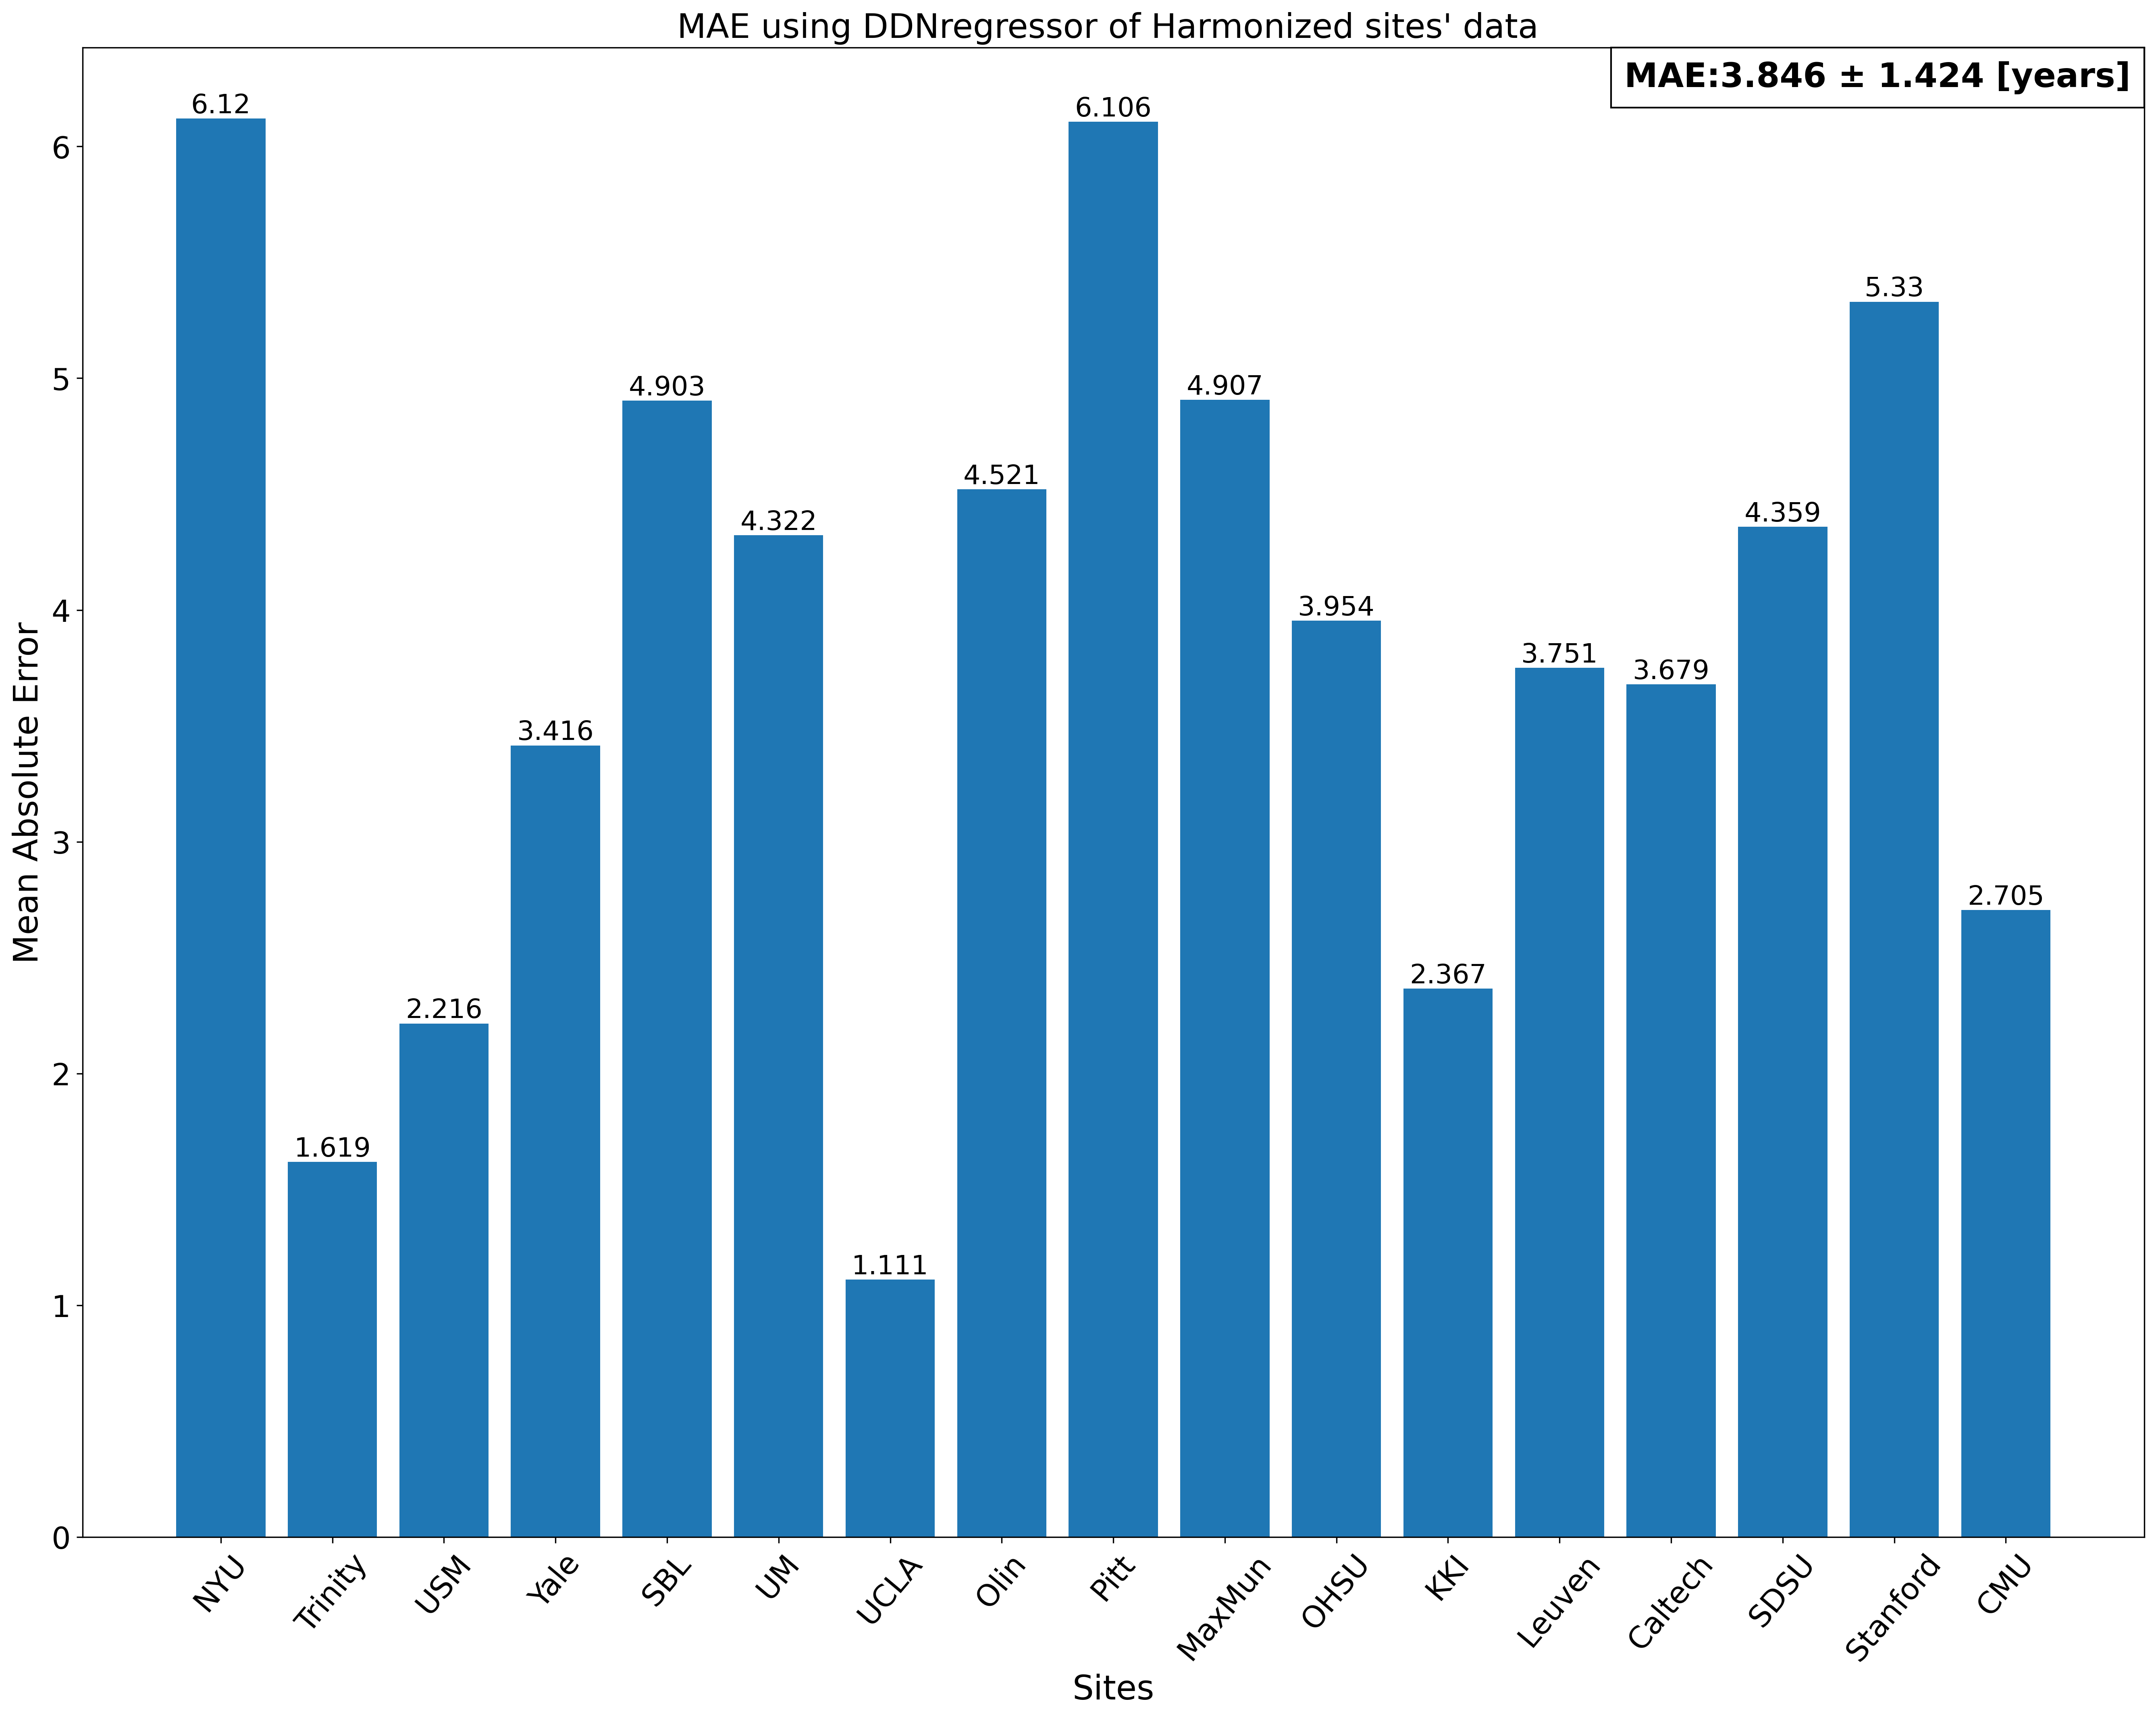 MAE using DDNregressor of Harmonized sites' data
MAE:3.846 ± 1.424 [years]
Mean Absolute Error
6
5
4
3
2
1
0
6.12
1.619
2.216
3.416
4.903
4.322
1.111
4.521
6.106
4.907
3.954
2.367
3.751
3.679
4.359
5.33
2.705
NYU
Trinity
USM
Yale
SBL
UM
UCLA
Olin
Pitt
MaxMun
OHSU
KKI
Leuven
Caltech
SDSU
Stanford
CMU
Sites